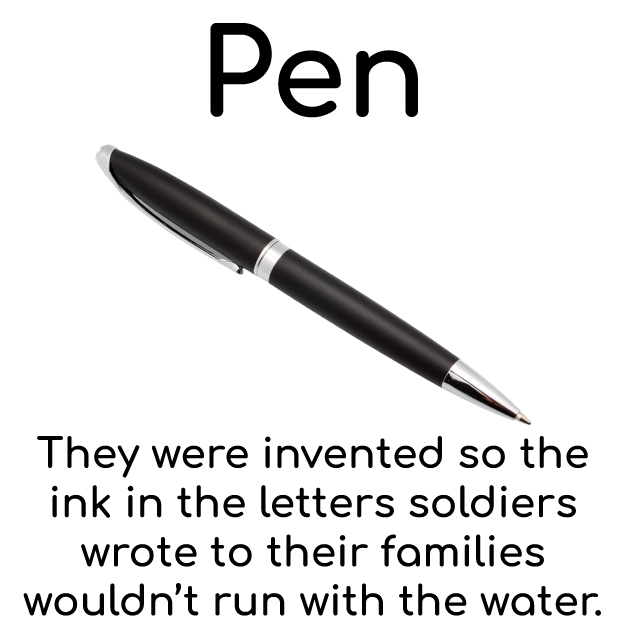 Pen
They were invented so the
ink in the letters soldiers
wrote to their families
wouldn't run with the water.